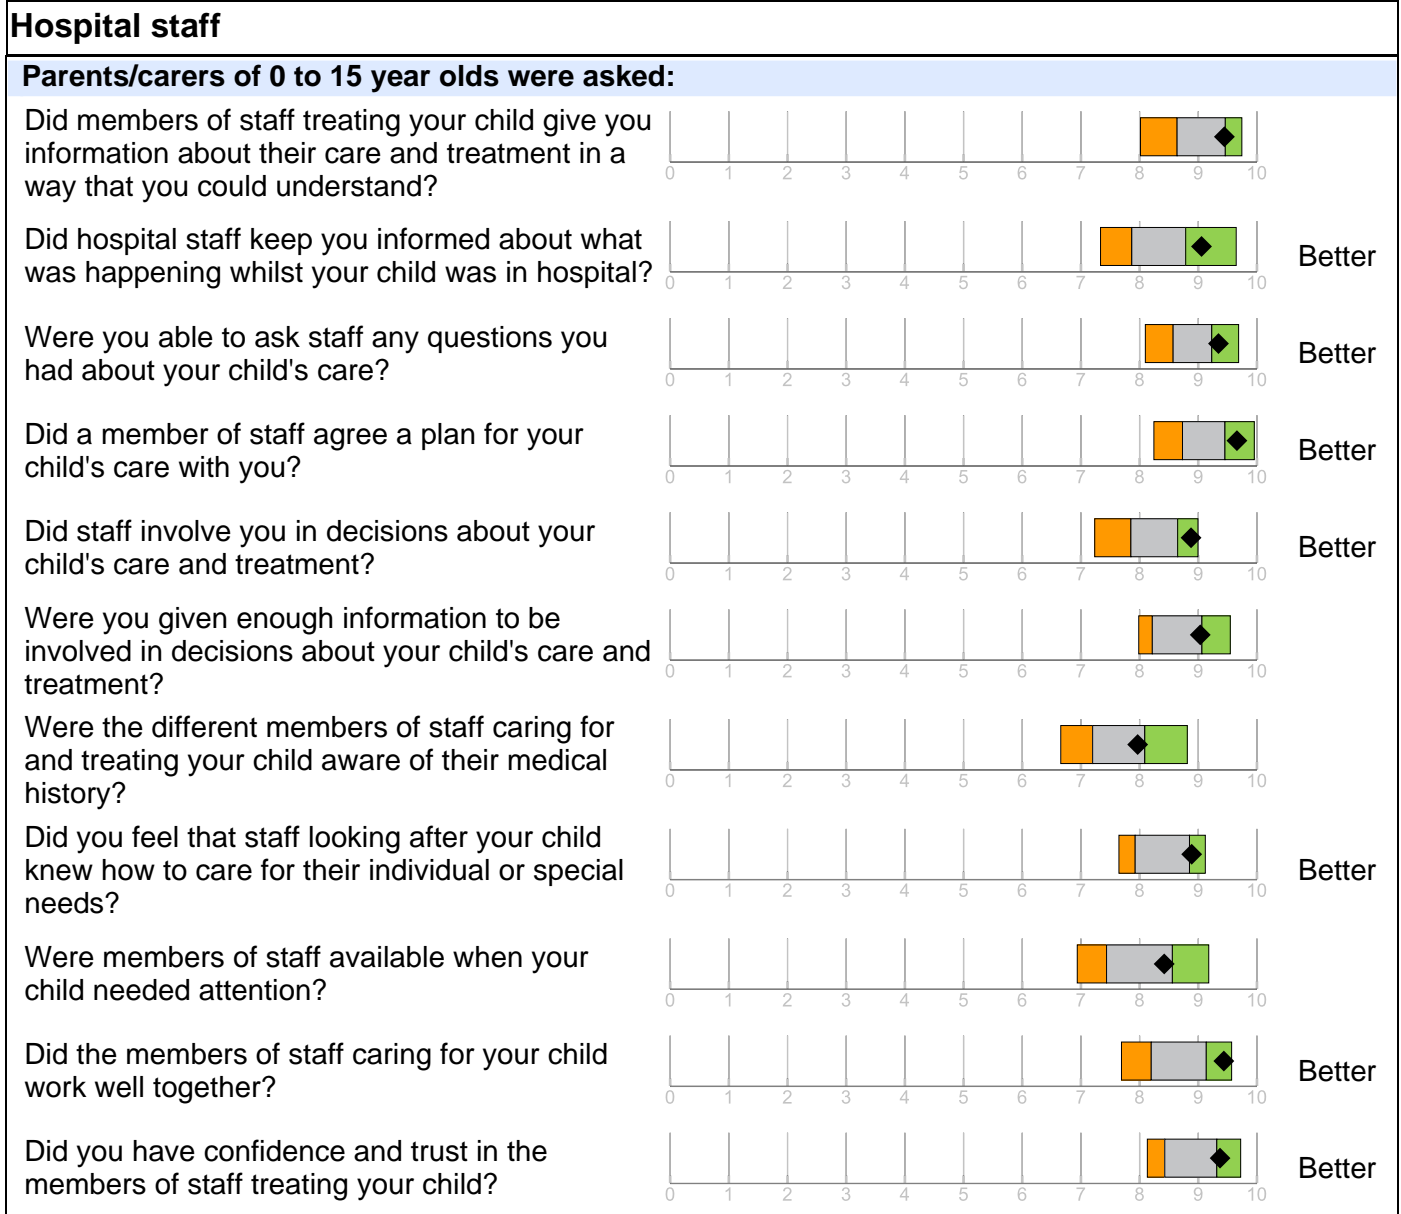 Hospital staff
Parents/carers of 0 to 15 year olds were asked:
Did members of staff treating your child give you
information about their care and treatment in a
way that you could understand?
0 1 2 3 4 5 6 7 8 9 10
Did hospital staff keep you informed about what
was happening whilst your child was in hospital?
0 1 2 3 4 5 6 7 8 9 10
Better
Were you able to ask staff any questions you
had about your child's care?
0 1 2 3 4 5 6 7 8 9 10
Better
Did a member of staff agree a plan for your
child's care with you?
0 1 2 3 4 5 6 7 8 9 10
Better
Did staff involve you in decisions about your
child's care and treatment?
0 1 2 3 4 5 6 7 8 9 10
Better
Were you given enough information to be
involved in decisions about your child's care and
treatment?
0 1 2 3 4 5 6 7 8 9 10
Were the different members of staff caring for
and treating your child aware of their medical
history?
0 1 2 3 4 5 6 7 8 9 10
Did you feel that staff looking after your child
knew how to care for their individual or special
needs?
0 1 2 3 4 5 6 7 8 9 10
Better
Were members of staff available when your
child needed attention?
0 1 2 3 4 5 6 7 8 9 10
Did the members of staff caring for your child
work well together?
0 1 2 3 4 5 6 7 8 9 10
Better
Did you have confidence and trust in the
members of staff treating your child?
0 1 2 3 4 5 6 7 8 9 10
Better